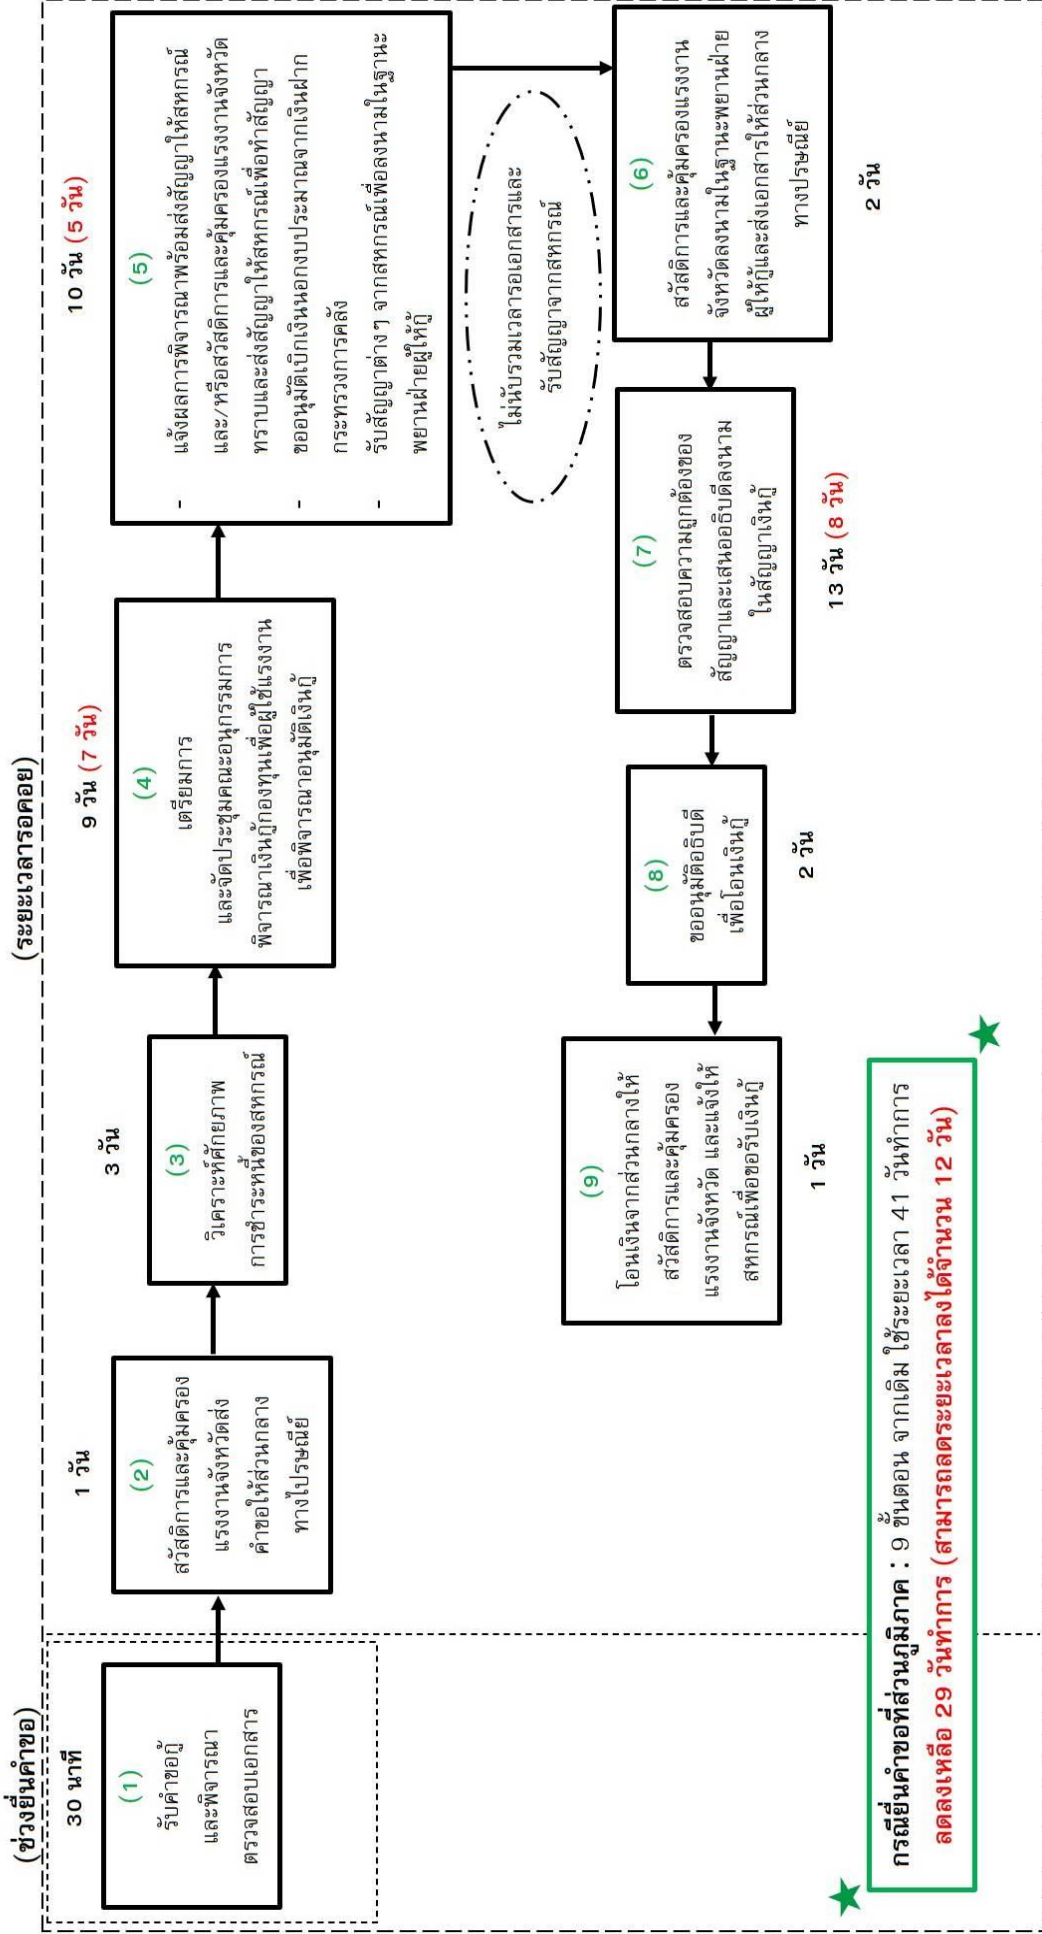 (ช่วงยื่นคำขอ)
(ระยะเวลารอคอย)
30 นาที
(1)
รับคำขอกู้
และพิจารณา
ตรวจสอบเอกสาร
1 วัน
(2)
สวัสดิการและคุ้มครอง
แรงงานจังหวัดส่ง
คำขอให้ส่วนกลาง
ทางไปรษณีย์
3 วัน
(3)
วิเคราะห์ศักยภาพ
การชำระหนี้ของสหกรณ์
9 วัน (7 วัน)
(4)
เตรียมการ
และจัดประชุมคณะอนุกรรมการ
พิจารณาเงินกู้กองทุนเพื่อผู้ใช้แรงงาน
เพื่อพิจารณาอนุมัติเงินกู้
10 วัน (5 วัน)
(5)
- แจ้งผลการพิจารณาพร้อมส่งสัญญาให้สหกรณ์
และ/หรือสวัสดิการและคุ้มครองแรงงานจังหวัด
ทราบและส่งสัญญาให้สหกรณ์เพื่อทำสัญญา
- ขออนุมัติเบิกเงินนอกงบประมาณจากเงินฝาก
กระทรวงการคลัง
- รับสัญญาต่าง ๆ จากสหกรณ์เพื่อลงนามในฐานะ
พยานฝ่ายผู้ให้กู้
ไม่นับรวมเวลารอเอกสารและ
รับสัญญาจากสหกรณ์
(6)
สวัสดิการและคุ้มครองแรงงาน
จังหวัดลงนามในฐานะพยานฝ่าย
ผู้ให้กู้และส่งเอกสารให้ส่วนกลาง
ทางปรษณีย์
2 วัน
(7)
ตรวจสอบความถูกต้องของ
สัญญาและเสนออธิบดีลงนาม
ในสัญญาเงินกู้
13 วัน (8 วัน)
(8)
ขออนุมัติอธิบดี
เพื่อโอนเงินกู้
2 วัน
(9)
โอนเงินจากส่วนกลางให้
สวัสดิการและคุ้มครอง
แรงงานจังหวัด และแจ้งให้
สหกรณ์เพื่อขอรับเงินกู้
1 วัน
กรณียื่นคำขอที่ส่วนภูมิภาค : 9 ขั้นตอน จากเดิม ใช้ระยะเวลา 41 วันทำการ
ลดลงเหลือ 29 วันทำการ (สามารถลดระยะเวลาลงได้จำนวน 12 วัน)